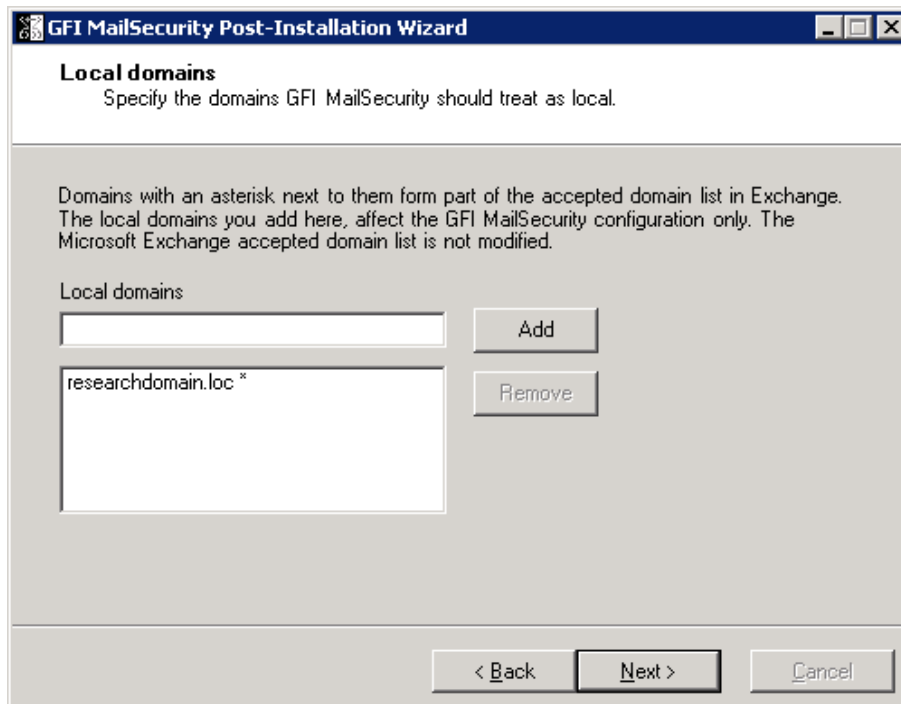 GFI MailSecurity Post-Installation Wizard
Local domains
Specify the domains GFI MailSecurity should treat as local.
Domains with an asterisk next to them form part of the accepted domain list in Exchange.
The local domains you add here, affect the GFI MailSecurity configuration only. The
Microsoft Exchange accepted domain list is not modified.
Local domains
Add
researchdomain.loc *
Remove
< Back
Next >
Cancel